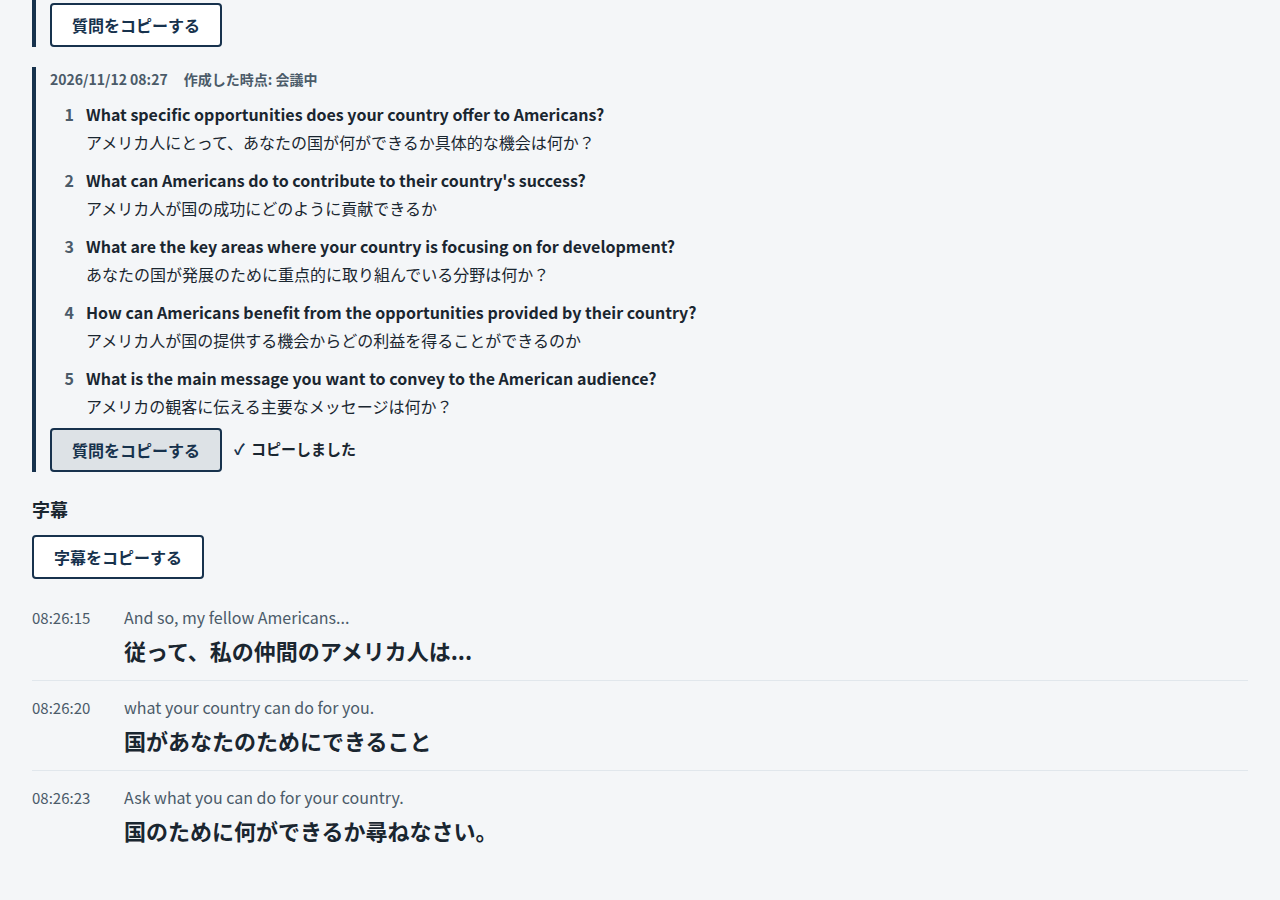 質問をコピーする
2026/11/12 08:27 作成した時点: 会議中
1 What specific opportunities does your country offer to Americans?
アメリカ人にとって、あなたの国が何ができるか具体的な機会は何か？
2 What can Americans do to contribute to their country's success?
アメリカ人が国の成功にどのように貢献できるか
3 What are the key areas where your country is focusing on for development?
あなたの国が発展のために重点的に取り組んでいる分野は何か？
4 How can Americans benefit from the opportunities provided by their country?
アメリカ人が国の提供する機会からどの利益を得ることができるのか
5 What is the main message you want to convey to the American audience?
アメリカの観客に伝える主要なメッセージは何か？
質問をコピーする ✓ コピーしました
字幕
字幕をコピーする
08:26:15 And so, my fellow Americans...
従って、私の仲間のアメリカ人は...
08:26:20 what your country can do for you.
国があなたのためにできること
08:26:23 Ask what you can do for your country.
国のために何ができるか尋ねなさい。